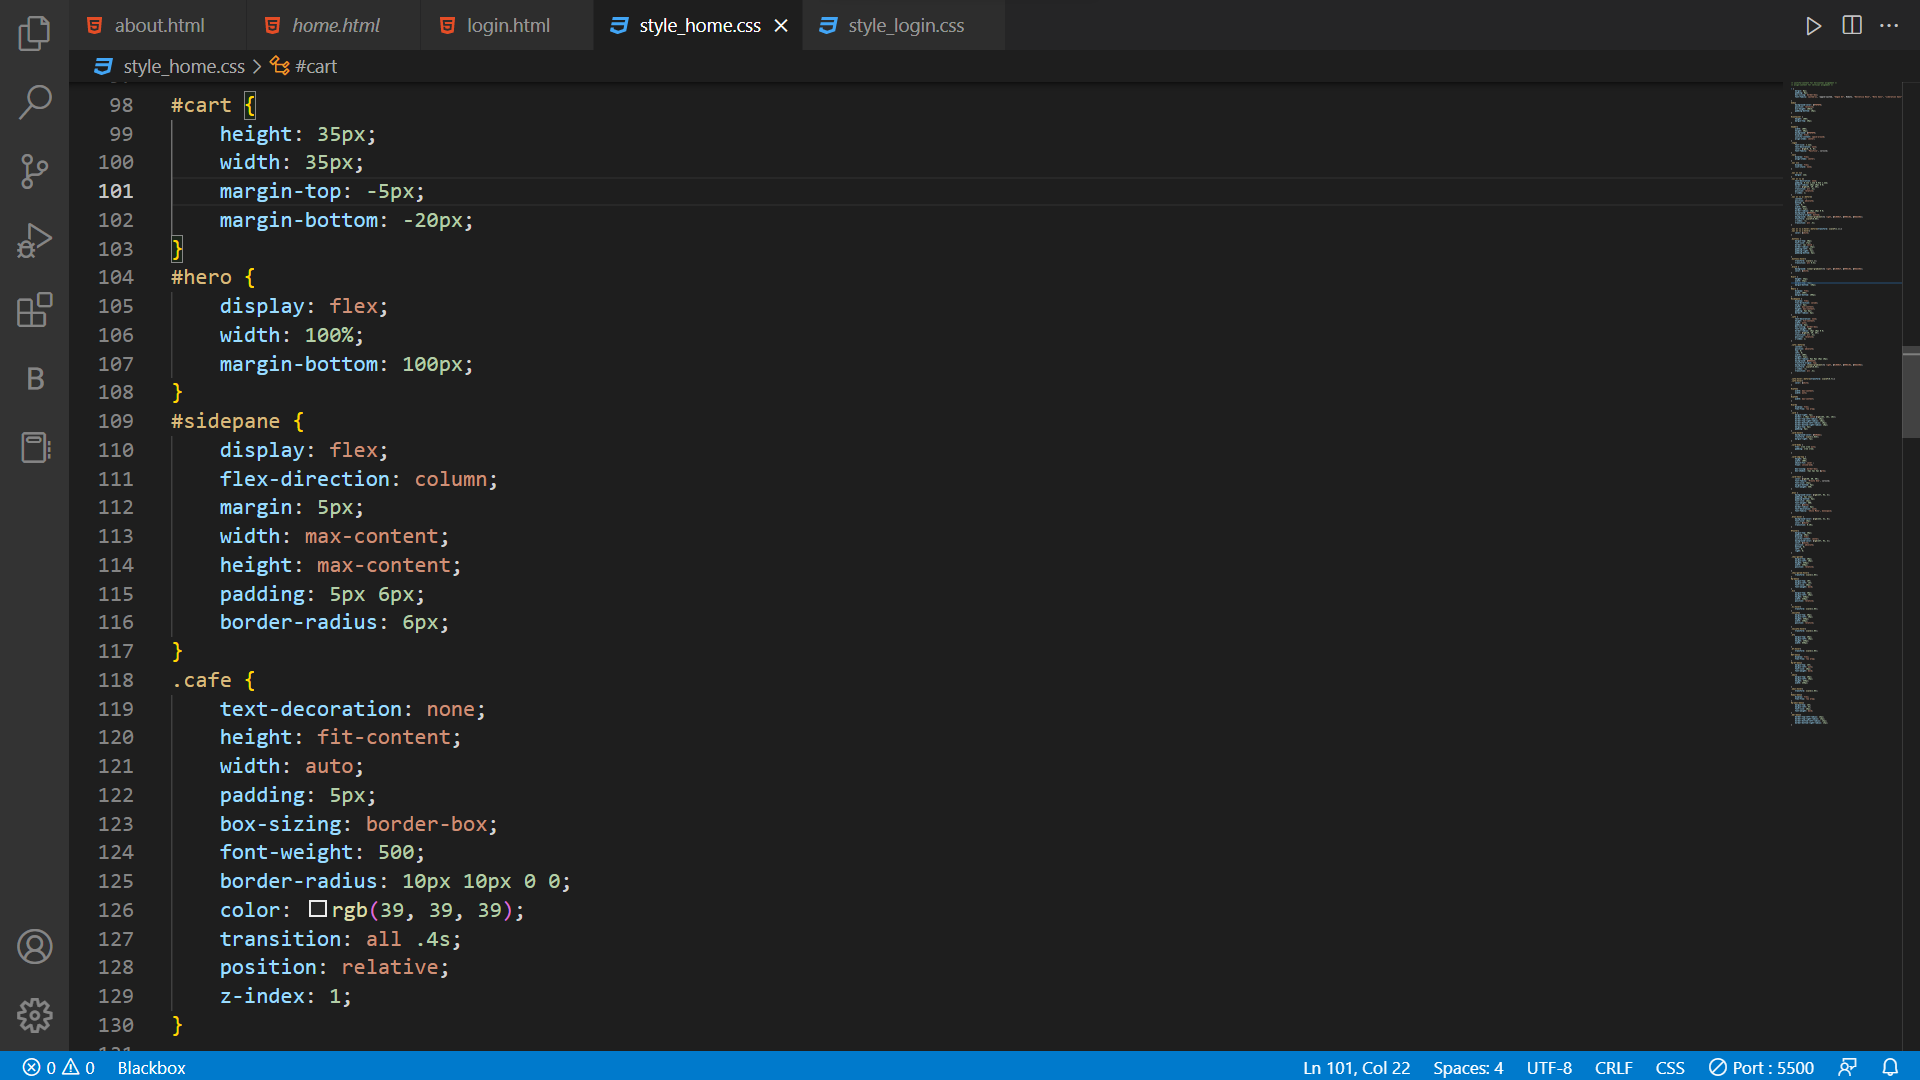 about.html home.html login.html style_home.css style_login.css
style_home.css > #cart
98 #cart {
99 height: 35px;
100 width: 35px;
101 margin-top: -5px;
102 margin-bottom: -20px;
103 }
104 #hero {
105 display: flex;
106 width: 100%;
107 margin-bottom: 100px;
108 }
109 #sidepane {
110 display: flex;
111 flex-direction: column;
112 margin: 5px;
113 width: max-content;
114 height: max-content;
115 padding: 5px 6px;
116 border-radius: 6px;
117 }
118 .cafe {
119 text-decoration: none;
120 height: fit-content;
121 width: auto;
122 padding: 5px;
123 box-sizing: border-box;
124 font-weight: 500;
125 border-radius: 10px 10px 0 0;
126 color: rgb(39, 39, 39);
127 transition: all .4s;
128 position: relative;
129 z-index: 1;
130 }
B
0 0 Blackbox Ln 101, Col 22 Spaces: 4 UTF-8 CRLF CSS Port : 5500